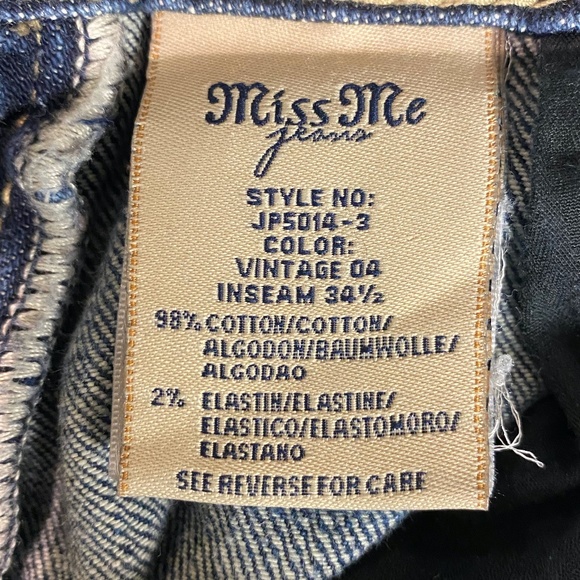 Miss Me
jeans
STYLE NO:
JP5014-3
COLOR:
VINTAGE 04
INSEAM 34½
98% COTTON/COTTON/
ALGODON/BAUMWOLLE/
ALGODAO
2% ELASTIN/ELASTINE/
ELASTICO/ELASTOMORO/
ELASTANO
SEE REVERSE FOR CARE